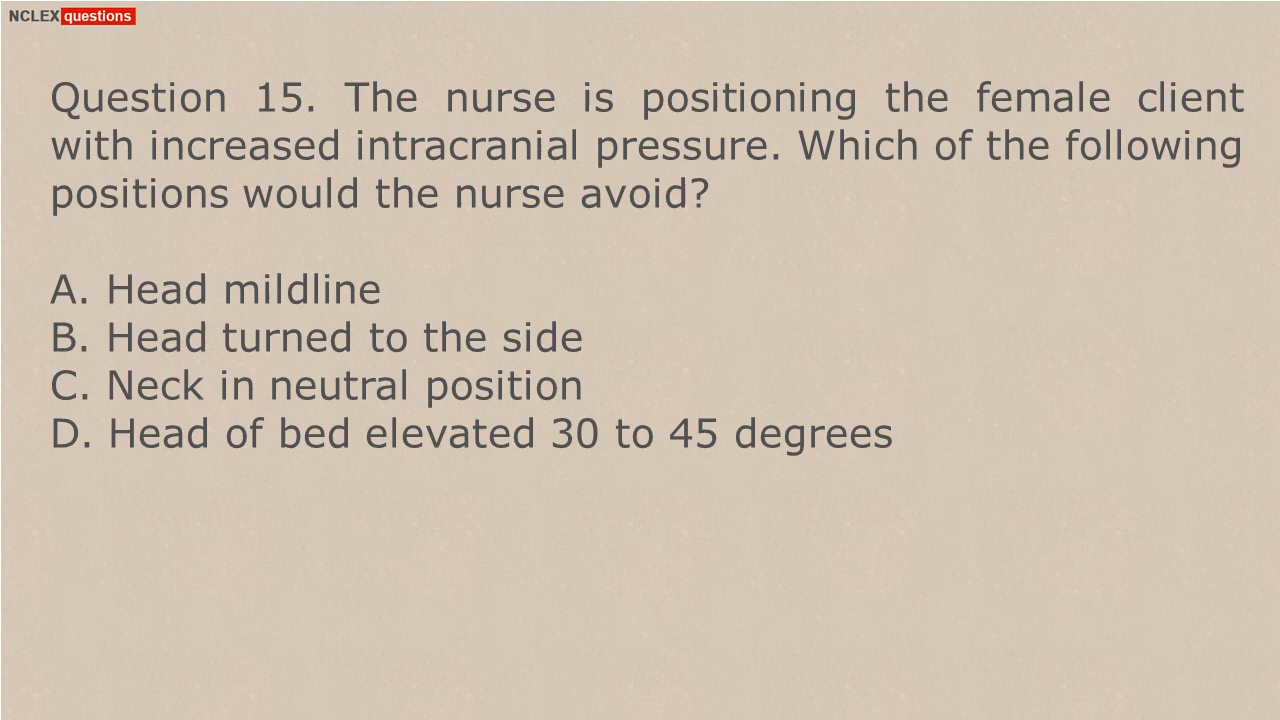 NCLEX questions
Question 15. The nurse is positioning the female client
with increased intracranial pressure. Which of the following
positions would the nurse avoid?
A. Head mildline
B. Head turned to the side
C. Neck in neutral position
D. Head of bed elevated 30 to 45 degrees